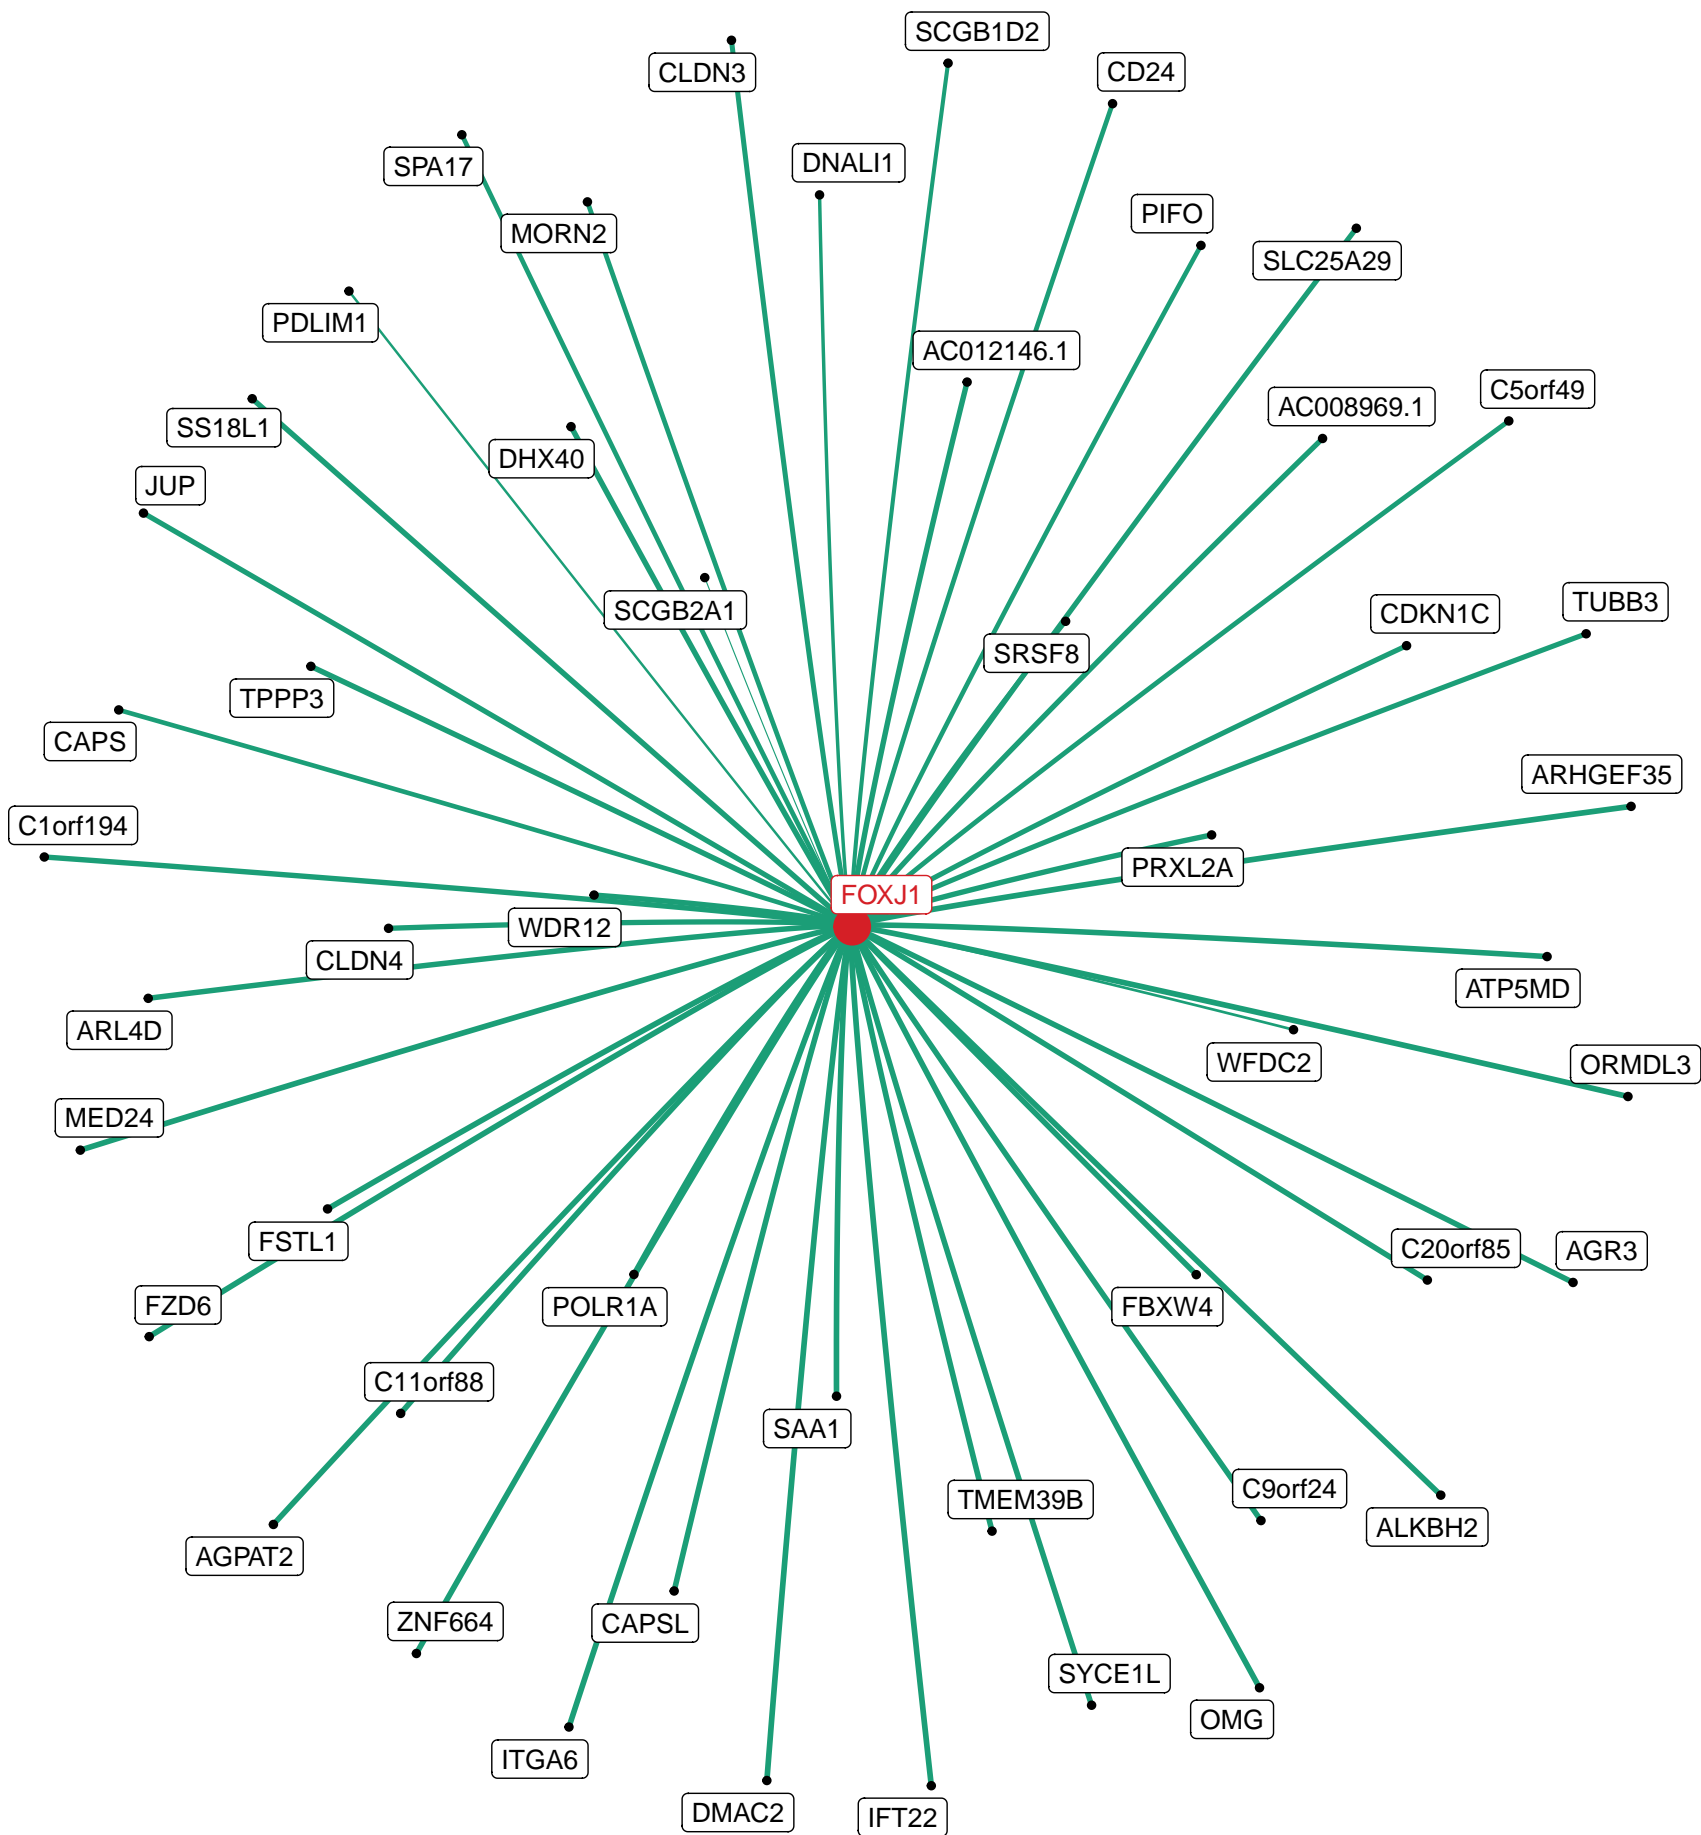 SCGB1D2
CLDN3
CD24
DNALI1
SPA17
PIFO
MORN2
SLC25A29
PDLIM1
AC012146.1
C5orf49
AC008969.1
SS18L1
DHX40
JUP
TUBB3
SCGB2A1
CDKN1C
SRSF8
TPPP3
CAPS
ARHGEF35
C1orf194
PRXL2A
FOXJ1
WDR12
CLDN4
ATP5MD
ARL4D
WFDC2
ORMDL3
MED24
FSTL1
C20orf85
AGR3
FZD6
POLR1A
FBXW4
C11orf88
SAA1
C9orf24
TMEM39B
ALKBH2
AGPAT2
ZNF664
CAPSL
SYCE1L
OMG
ITGA6
DMAC2
IFT22